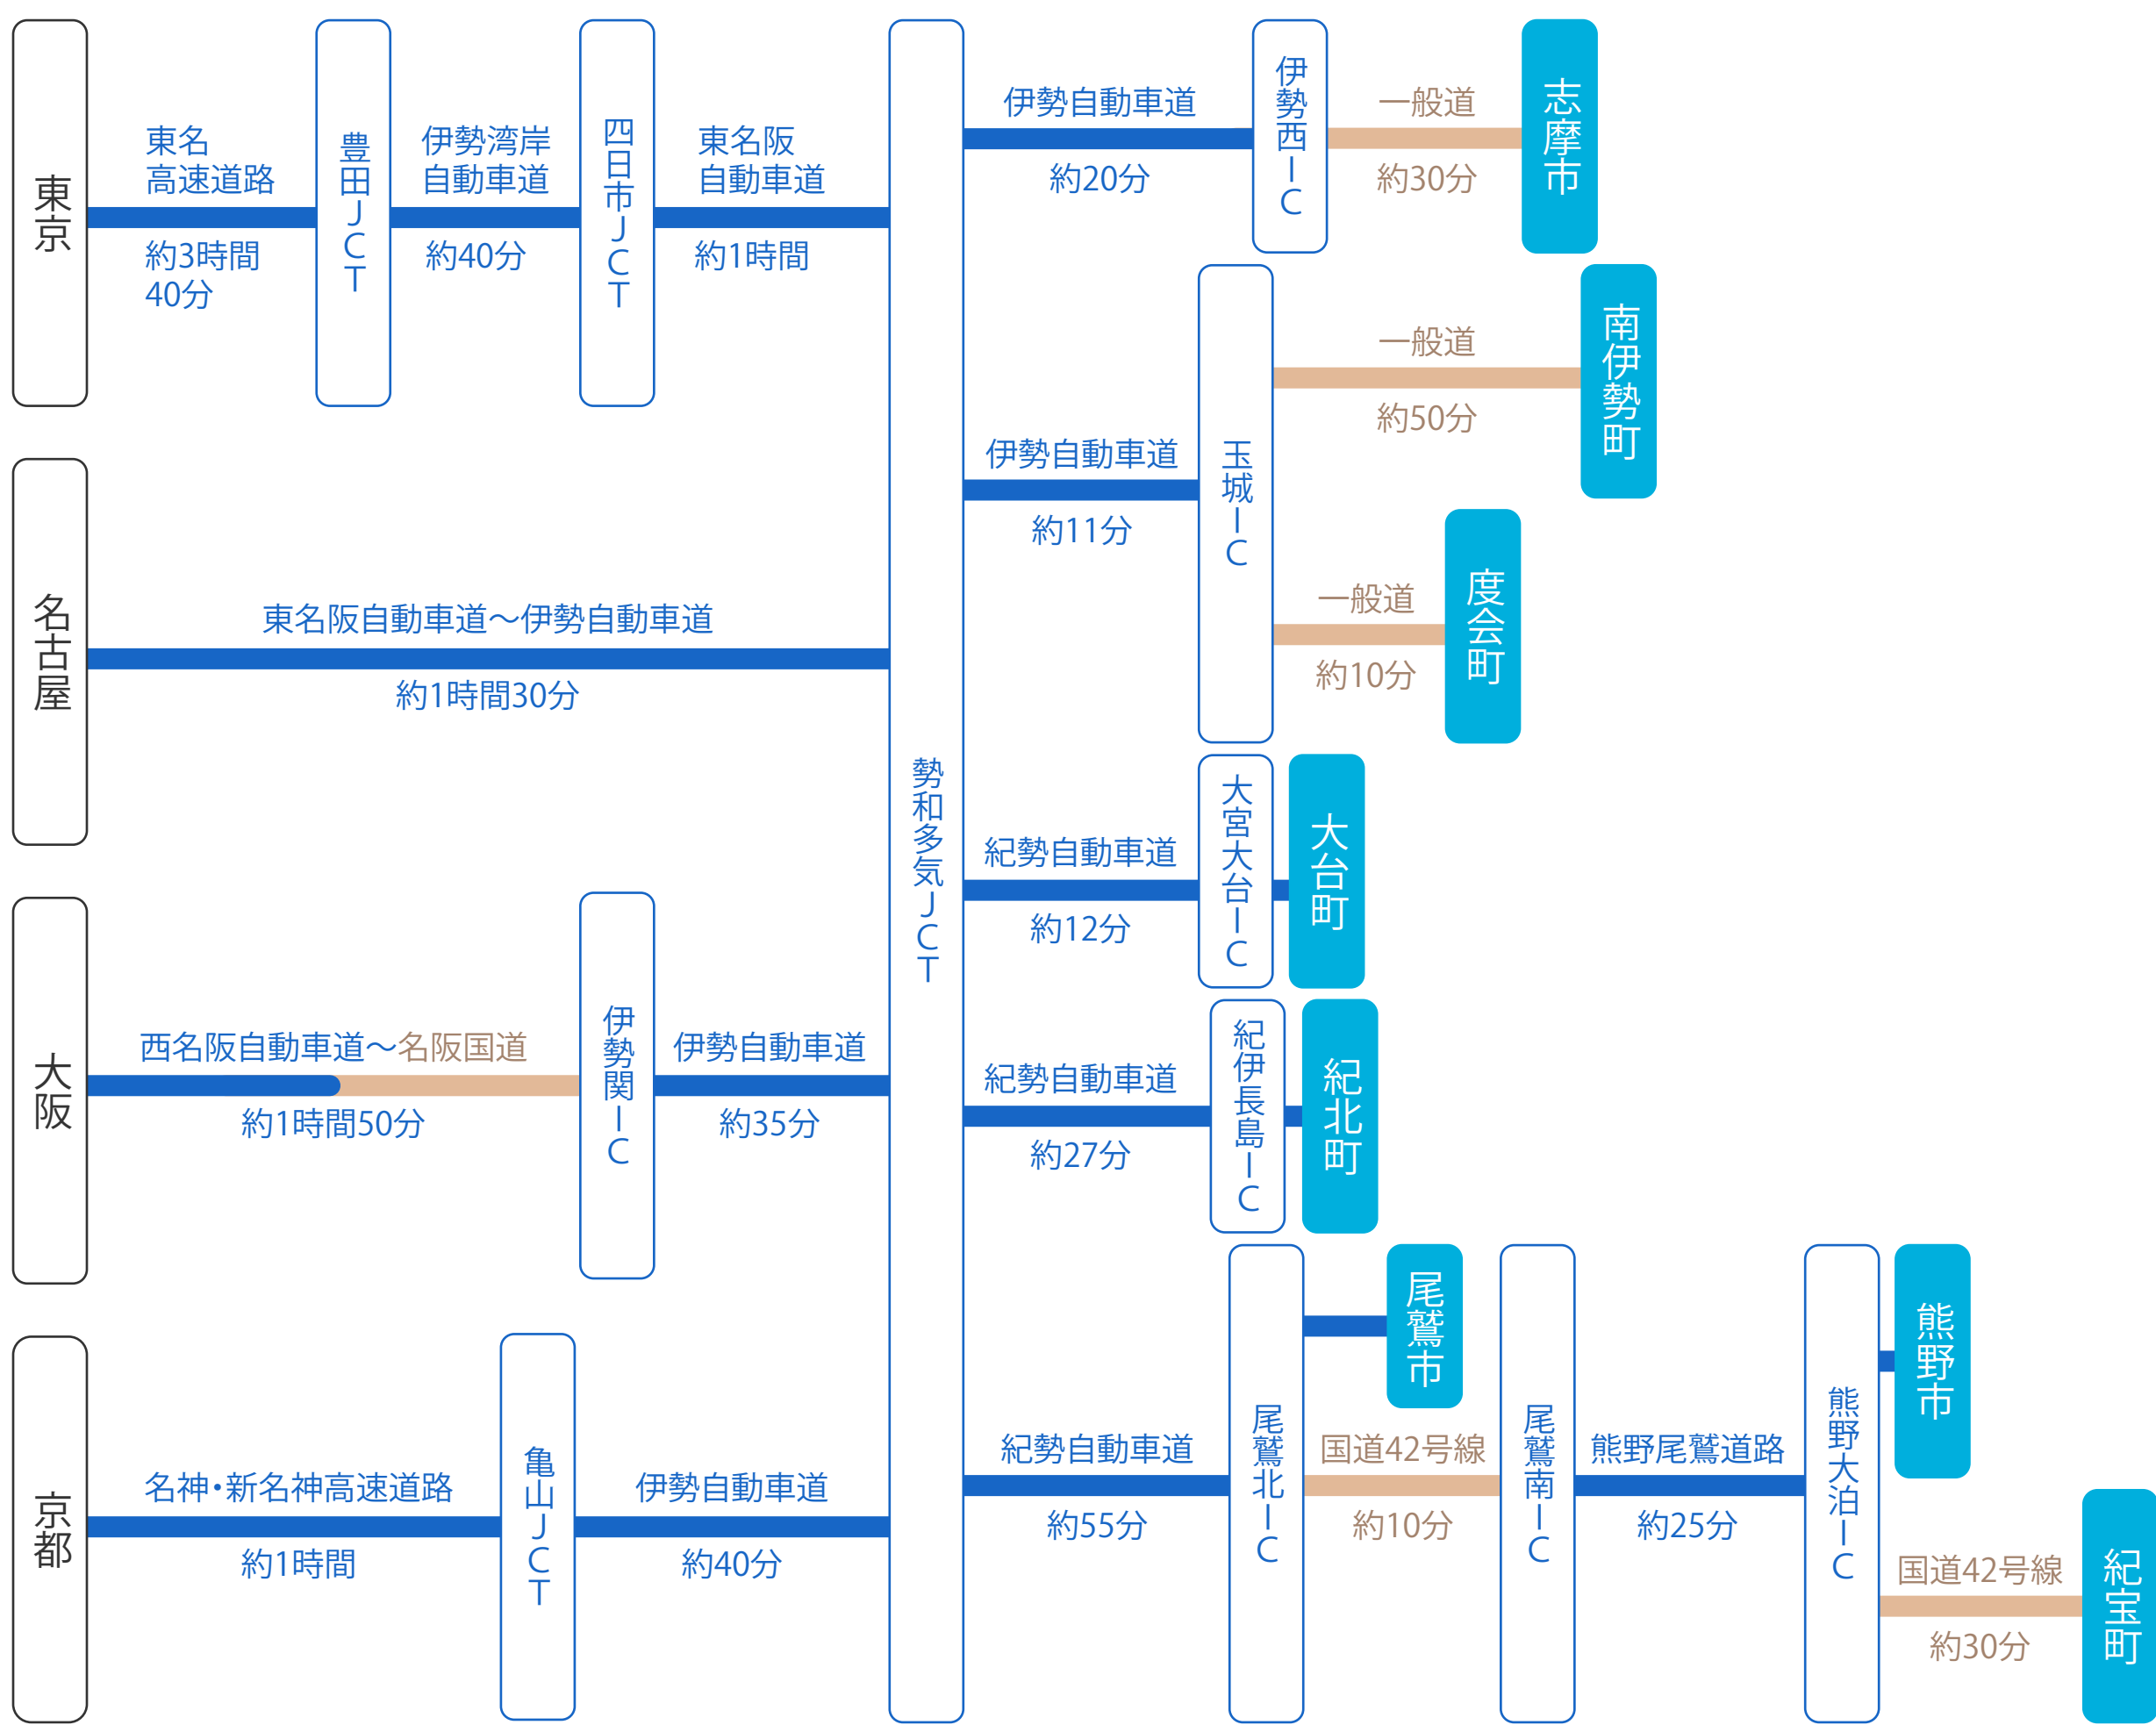 東京
東名
高速道路
約3時間
40分
豊田JCT
伊勢湾岸
自動車道
約40分
四日市JCT
東名阪
自動車道
約1時間
名古屋
東名阪自動車道〜伊勢自動車道
約1時間30分
大阪
西名阪自動車道〜名阪国道
約1時間50分
伊勢関IC
伊勢自動車道
約35分
京都
名神・新名神高速道路
約1時間
亀山JCT
伊勢自動車道
約40分
勢和多気JCT
伊勢自動車道
約20分
伊勢西IC
一般道
約30分
志摩市
伊勢自動車道
約11分
玉城IC
一般道
約50分
南伊勢町
一般道
約10分
度会町
紀勢自動車道
約12分
大宮大台IC
大台町
紀勢自動車道
約27分
紀伊長島IC
紀北町
紀勢自動車道
約55分
尾鷲北IC
尾鷲市
国道42号線
約10分
尾鷲南IC
熊野尾鷲道路
約25分
熊野大泊IC
熊野市
国道42号線
約30分
紀宝町